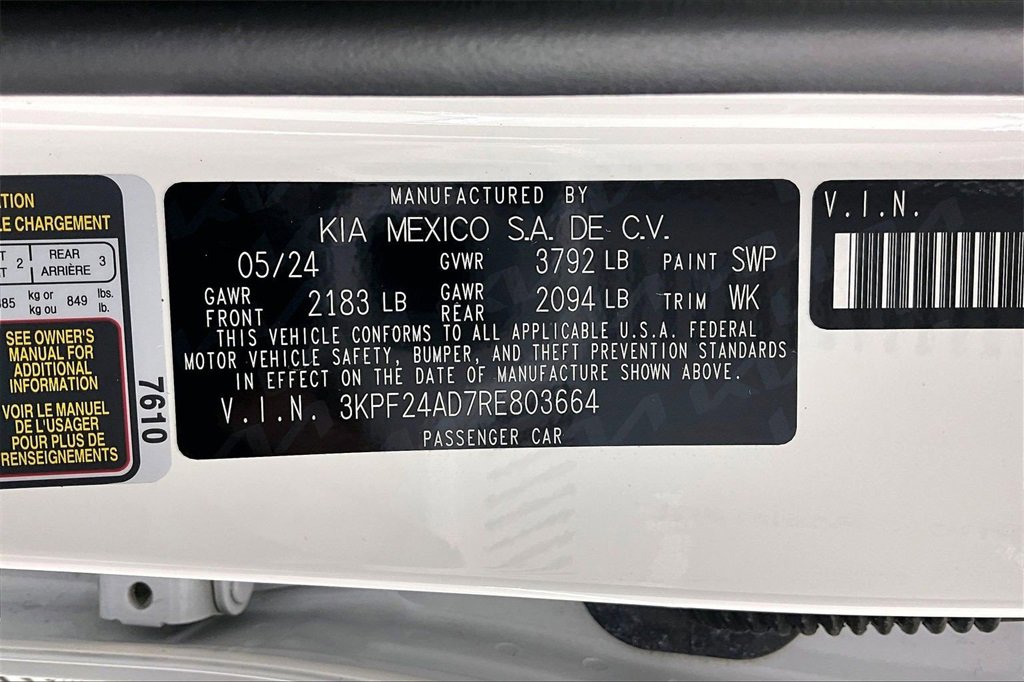 MANUFACTURED BY
KIA MEXICO S.A. DE C.V.
05/24 GVWR 3792 LB PAINT SWP
GAWR FRONT 2183 LB GAWR REAR 2094 LB TRIM WK
THIS VEHICLE CONFORMS TO ALL APPLICABLE U.S.A. FEDERAL
MOTOR VEHICLE SAFETY, BUMPER, AND THEFT PREVENTION STANDARDS
IN EFFECT ON THE DATE OF MANUFACTURE SHOWN ABOVE.
V.I.N. 3KPF24AD7RE803664
PASSENGER CAR
CHARGEMENT
2 REAR 3
ARRIÈRE
kg or 849 lbs.
kg ou lb.
SEE OWNER'S
MANUAL FOR
ADDITIONAL
INFORMATION
VOIR LE MANUEL
DE L'USAGER
POUR PLUS DE
RENSEIGNEMENTS
7610
V.I.N.